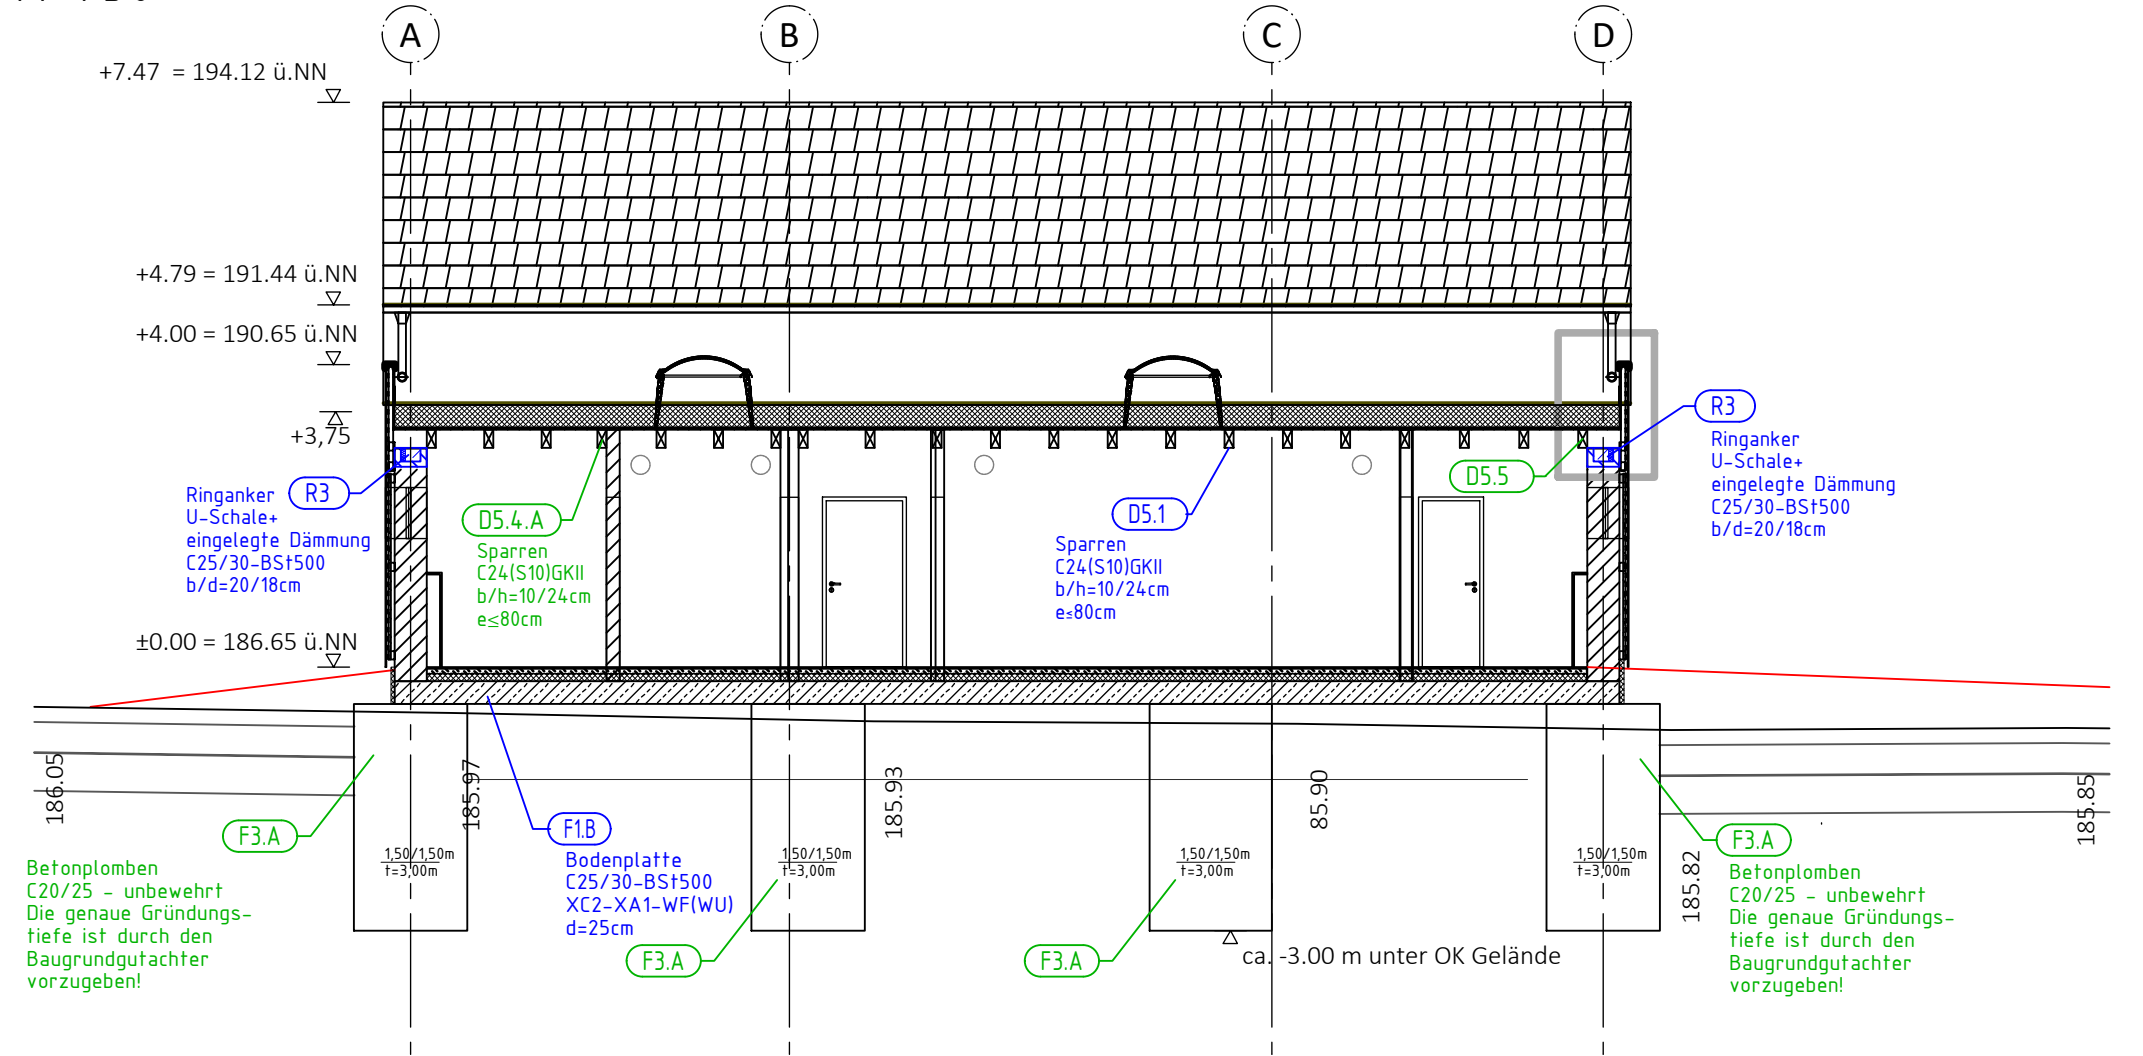 A
B
C
D
+7.47 = 194.12 ü.NN
+4.79 = 191.44 ü.NN
+4.00 = 190.65 ü.NN
+3,75
±0.00 = 186.65 ü.NN
R3
Ringanker
U-Schale+
eingelegte Dämmung
C25/30-BSt500
b/d=20/18cm
D5.4.A
Sparren
C24(S10)GKII
b/h=10/24cm
e≤80cm
D5.1
Sparren
C24(S10)GKII
b/h=10/24cm
e≤80cm
D5.5
R3
Ringanker
U-Schale+
eingelegte Dämmung
C25/30-BSt500
b/d=20/18cm
186.05
185.97
185.93
85.90
185.82
185.85
F3.A
Betonplomben
C20/25 - unbewehrt
Die genaue Gründungs-
tiefe ist durch den
Baugrundgutachter
vorzugeben!
1,50/1,50m
t=3,00m
F1.B
Bodenplatte
C25/30-BSt500
XC2-XA1-WF(WU)
d=25cm
1,50/1,50m
t=3,00m
F3.A
1,50/1,50m
t=3,00m
F3.A
ca. -3.00 m unter OK Gelände
1,50/1,50m
t=3,00m
F3.A
Betonplomben
C20/25 - unbewehrt
Die genaue Gründungs-
tiefe ist durch den
Baugrundgutachter
vorzugeben!